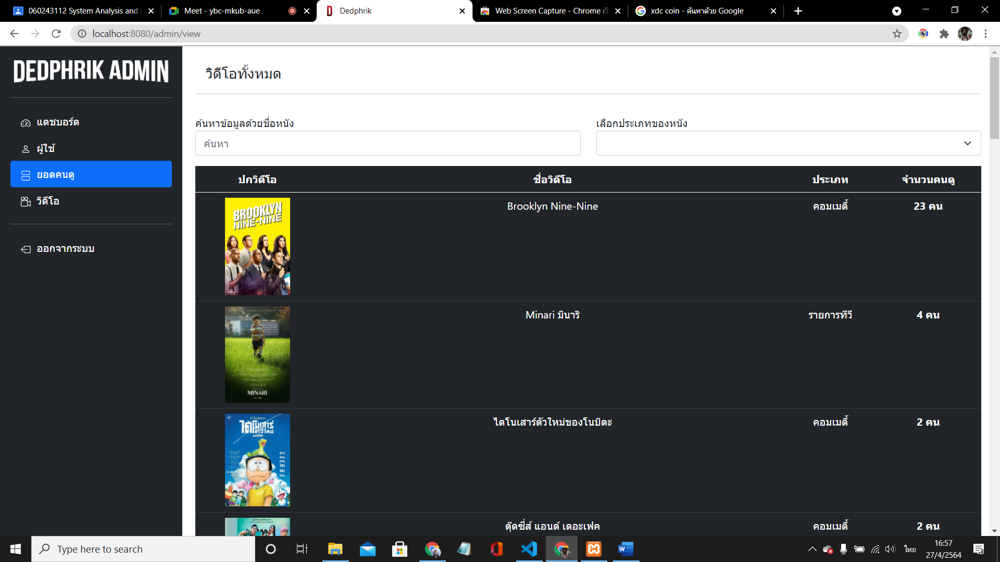 060243112 System Analysis and
Meet - ybc-mkub-aue
Dedphrik
Web Screen Capture - Chrome
xdc coin - ค้นหาด้วย Google
localhost:8080/admin/view
DEDPHRIK ADMIN
แดชบอร์ด
ผู้ใช้
ยอดคนดู
วิดีโอ
ออกจากระบบ
วิดีโอทั้งหมด
ค้นหาข้อมูลด้วยชื่อหนัง
เลือกประเภทของหนัง
ค้นหา
ปกวิดีโอ ชื่อวิดีโอ ประเภท จำนวนคนดู
BROOKLYN
NINE-NINE
Brooklyn Nine-Nine คอมเมดี้ 23 คน
MINARI
Minari มินาริ รายการทีวี 4 คน
ไดโนเสาร์
ตัวใหม่
ไดโนเสาร์ตัวใหม่ของโนบิตะ คอมเมดี้ 2 คน
ตุ๊ดซี่ส์ แอนด์ เดอะเฟค คอมเมดี้ 2 คน
Type here to search
ไทย
16:57
27/4/2564